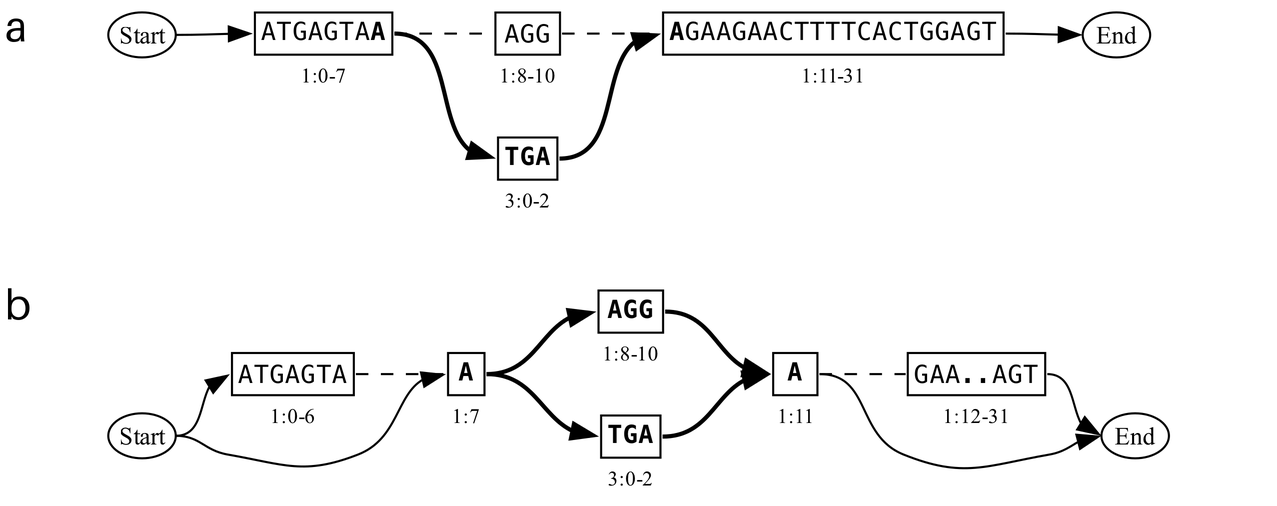 a
Start ATGAGTAA AGG AGAAGAACTTTTCACTGGAGT End
1:0-7 1:8-10 1:11-31
TGA
3:0-2
b
AGG
1:8-10
ATGAGTA A A GAA..AGT
1:0-6 1:7 1:11 1:12-31
Start TGA End
3:0-2